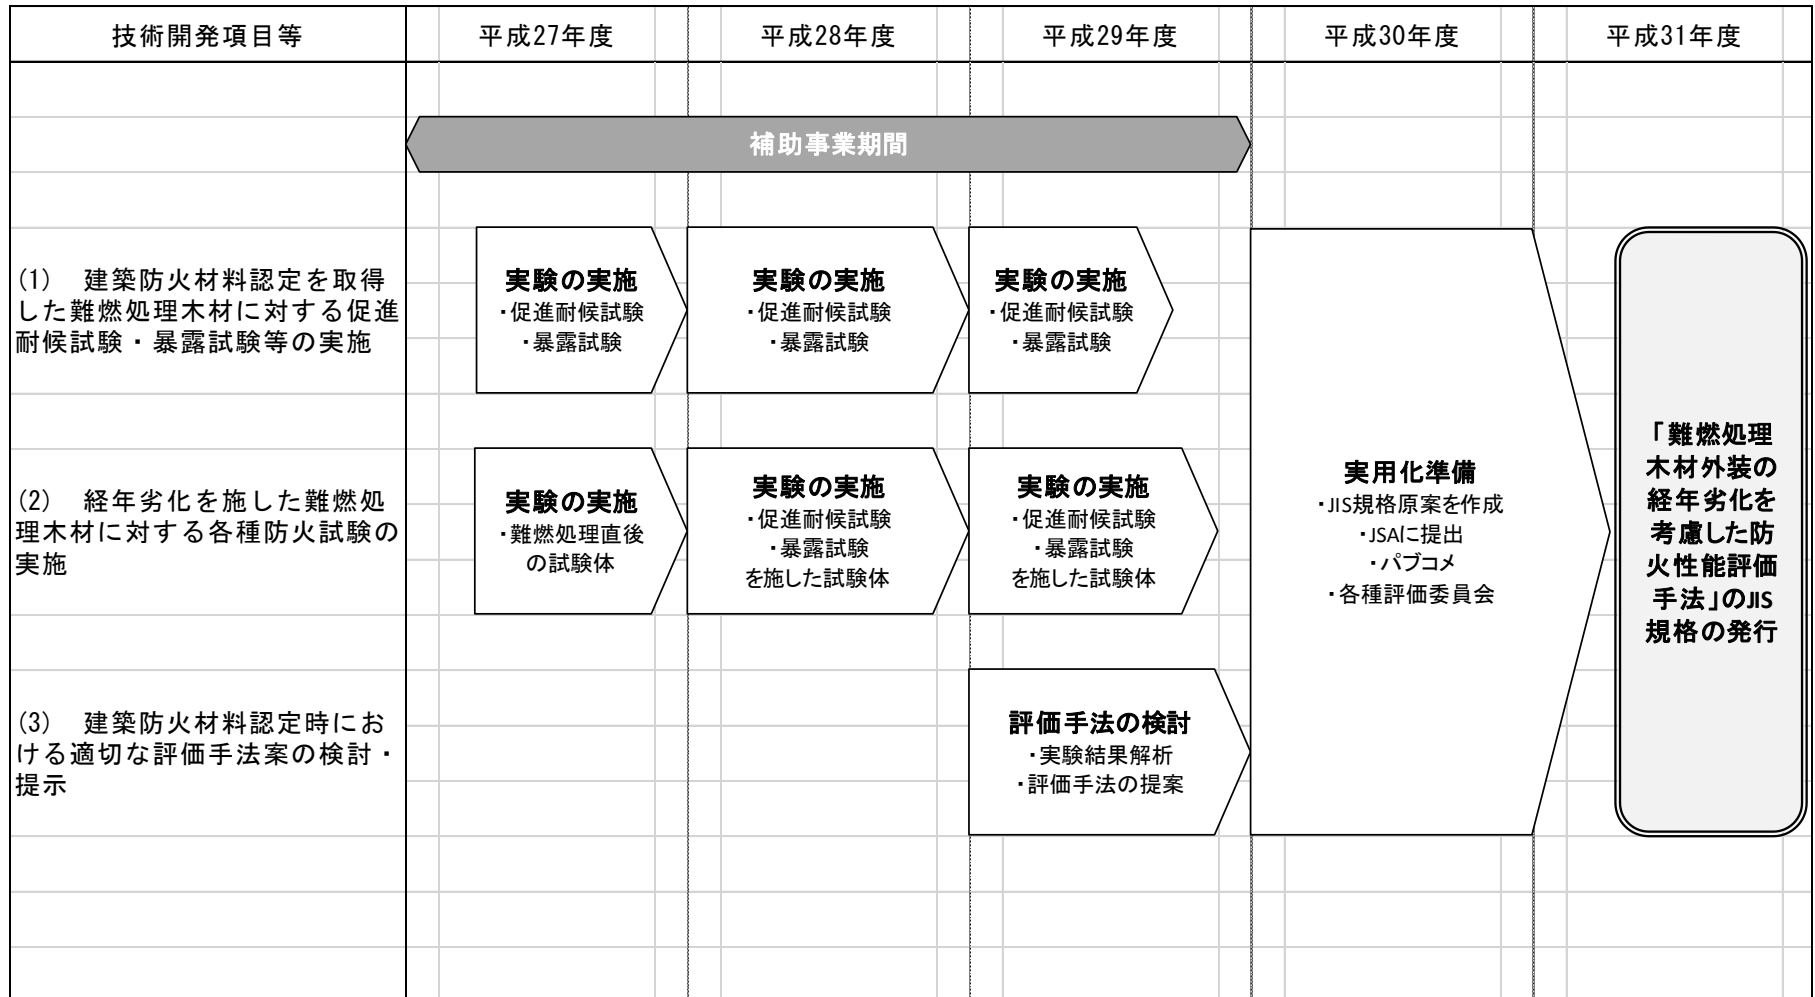 技術開発項目等
平成27年度
平成28年度
平成29年度
平成30年度
平成31年度
補助事業期間
(1) 建築防火材料認定を取得
した難燃処理木材に対する促進
耐候試験・暴露試験等の実施
実験の実施
・促進耐候試験
・暴露試験
実験の実施
・促進耐候試験
・暴露試験
実験の実施
・促進耐候試験
・暴露試験
(2) 経年劣化を施した難燃処
理木材に対する各種防火試験の
実施
実験の実施
・難燃処理直後
の試験体
実験の実施
・促進耐候試験
・暴露試験
を施した試験体
実験の実施
・促進耐候試験
・暴露試験
を施した試験体
(3) 建築防火材料認定時にお
ける適切な評価手法案の検討・
提示
評価手法の検討
・実験結果解析
・評価手法の提案
実用化準備
・JIS規格原案を作成
・JSAに提出
・パブコメ
・各種評価委員会
「難燃処理
木材外装の
経年劣化を
考慮した防
火性能評価
手法」のJIS
規格の発行